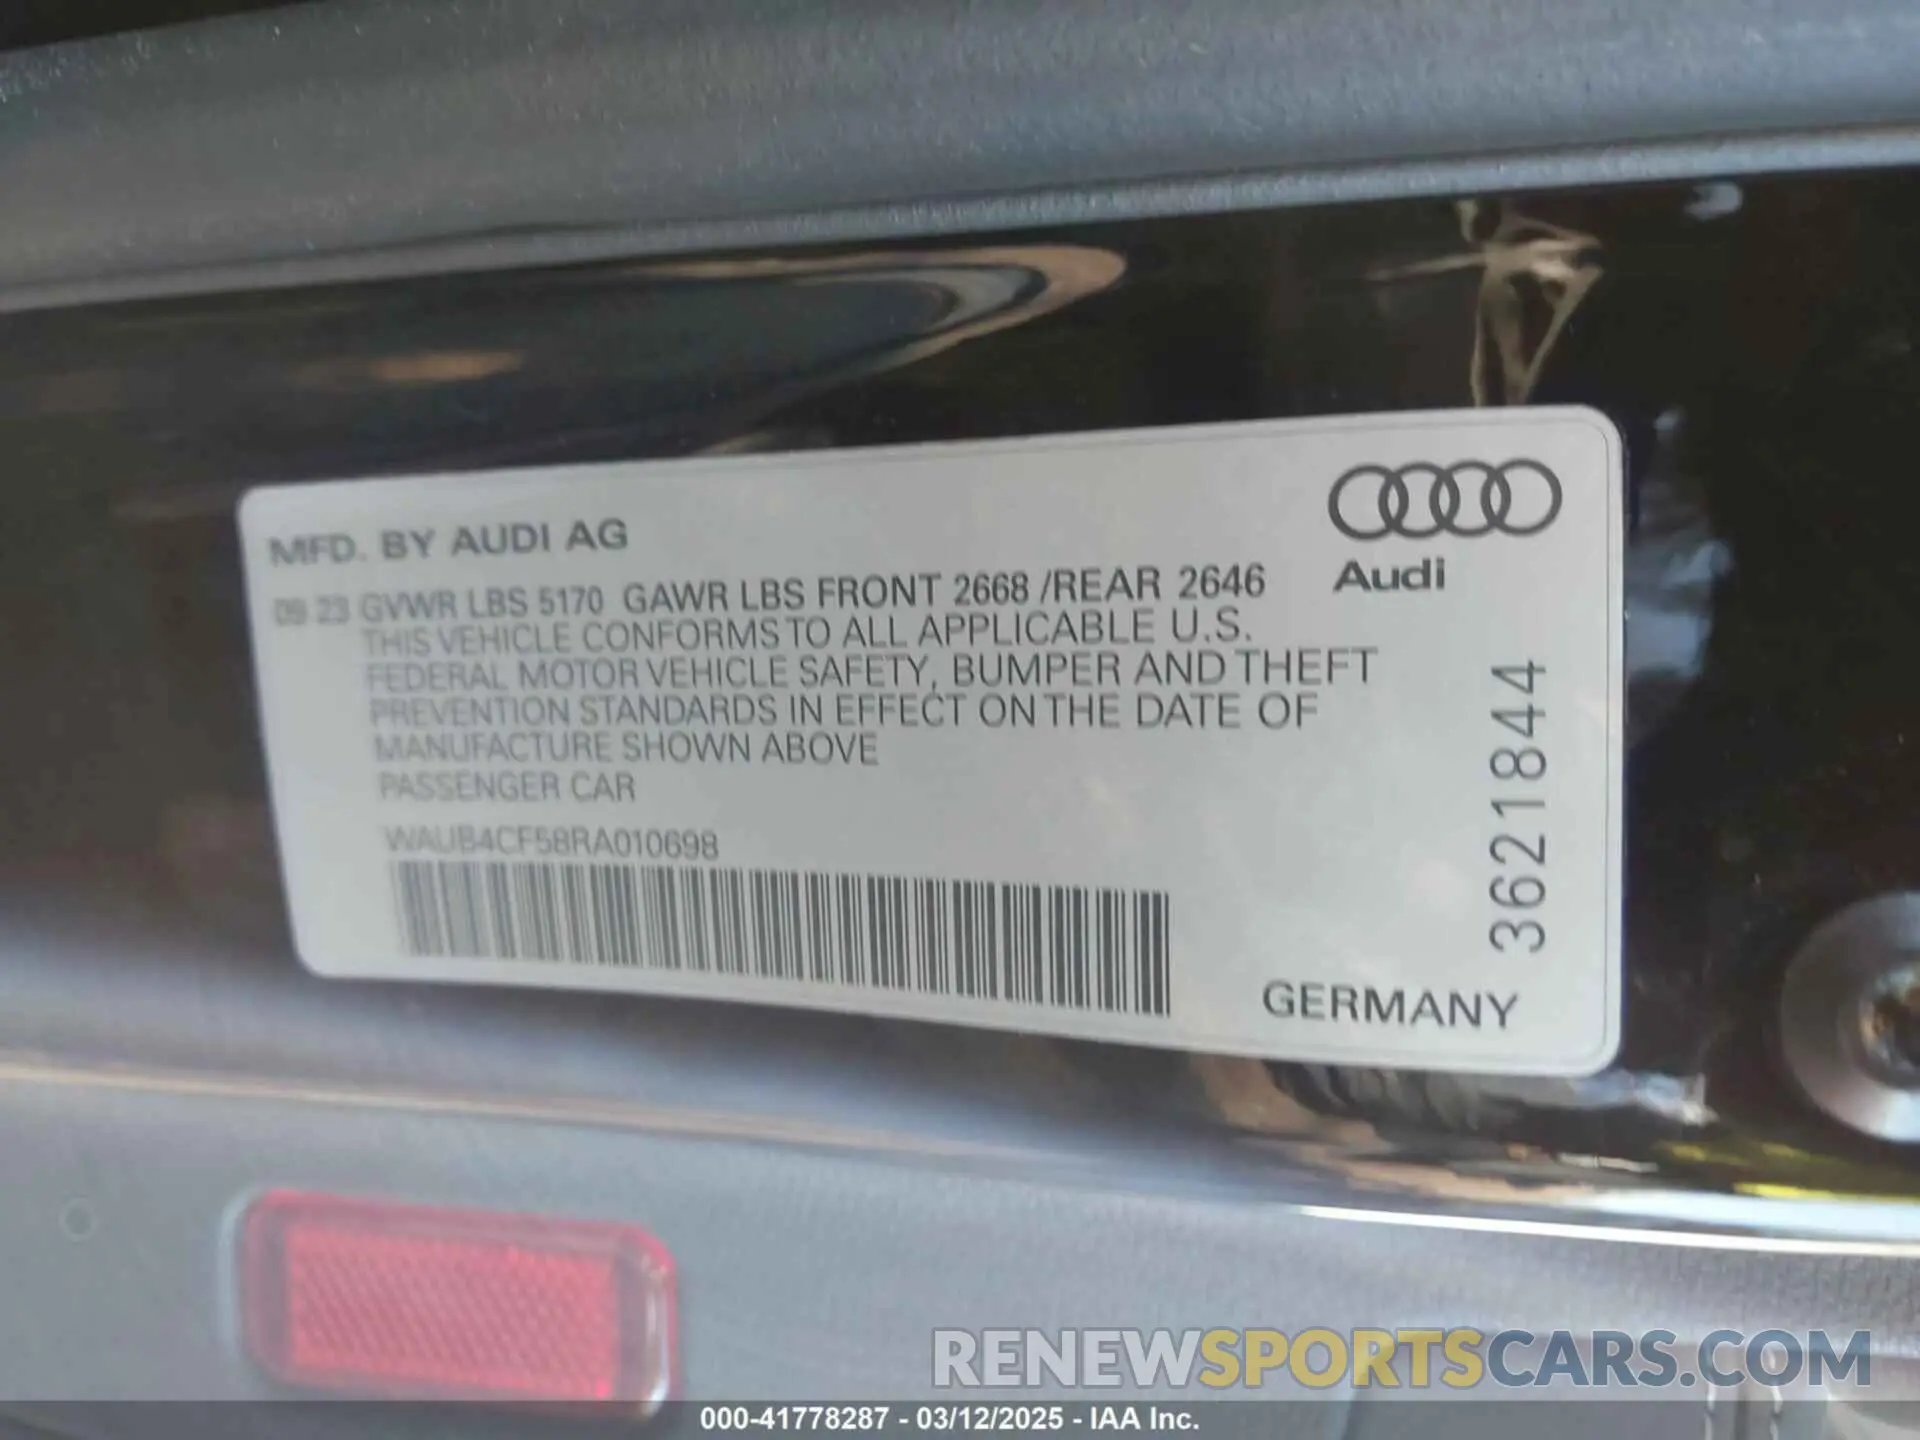 MFD. BY AUDI AG
09 23 GVWR LBS 5170 GAWR LBS FRONT 2668 /REAR 2646
THIS VEHICLE CONFORMS TO ALL APPLICABLE U.S.
FEDERAL MOTOR VEHICLE SAFETY, BUMPER AND THEFT
PREVENTION STANDARDS IN EFFECT ON THE DATE OF
MANUFACTURE SHOWN ABOVE
PASSENGER CAR
WAUB4CF58RA010698
Audi
3621844
GERMANY
RENEWSPORTSCARS.COM
000-41778287 - 03/12/2025 - IAA Inc.